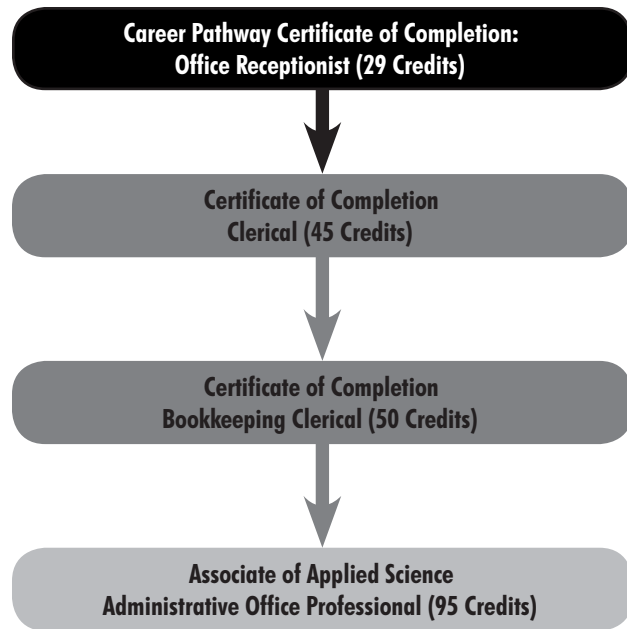 Career Pathway Certificate of Completion:
Office Receptionist (29 Credits)
Certificate of Completion
Clerical (45 Credits)
Certificate of Completion
Bookkeeping Clerical (50 Credits)
Associate of Applied Science
Administrative Office Professional (95 Credits)